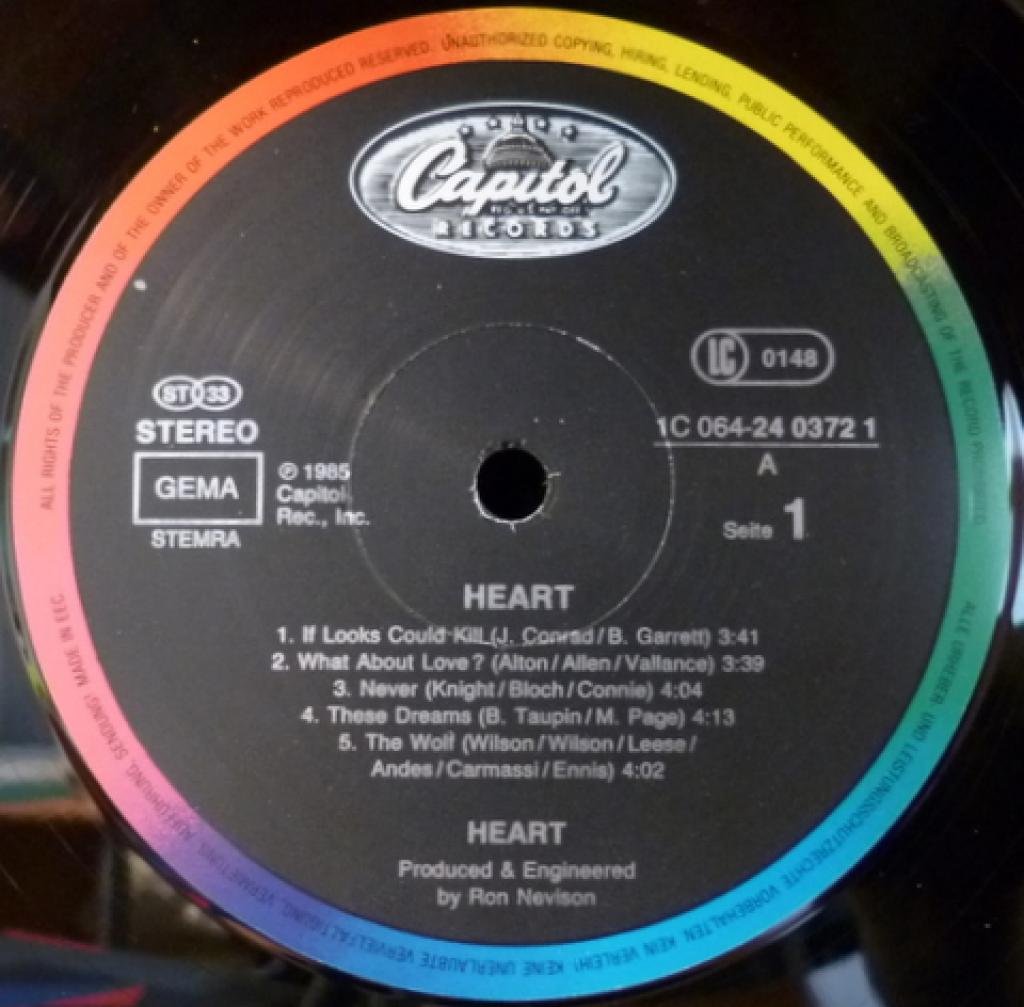 ALL RIGHTS OF THE PRODUCER AND OF THE OWNER OF THE WORK REPRODUCED RESERVED. UNAUTHORIZED COPYING, HIRING, LENDING, PUBLIC PERFORMANCE AND BROADCASTING OF THE RECORD
Capitol
RECORDS
LC 0148
ST 33
STEREO
GEMA
STEMRA
℗ 1985
Capitol
Rec., Inc.
1C 064-24 0372 1
A
Seite 1
HEART
1. If Looks Could Kill (J. Conrad/B. Garrett) 3:41
2. What About Love? (Alton/Allen/Vallance) 3:39
3. Never (Knight/Bloch/Connie) 4:04
4. These Dreams (B. Taupin/M. Page) 4:13
5. The Wolf (Wilson/Wilson/Leese/
Andes/Carmassi/Ennis) 4:02
HEART
Produced & Engineered
by Ron Nevison
ALLE URHEBER- UND LEISTUNGSSCHUTZRECHTE VORBEHALTEN. KEIN VERLEIH! KEINE UNERLAUBTE VERVIELFÄLTIGUNG, VERMIETUNG, AUFFÜHRUNG, SENDUNG! MADE IN EEC